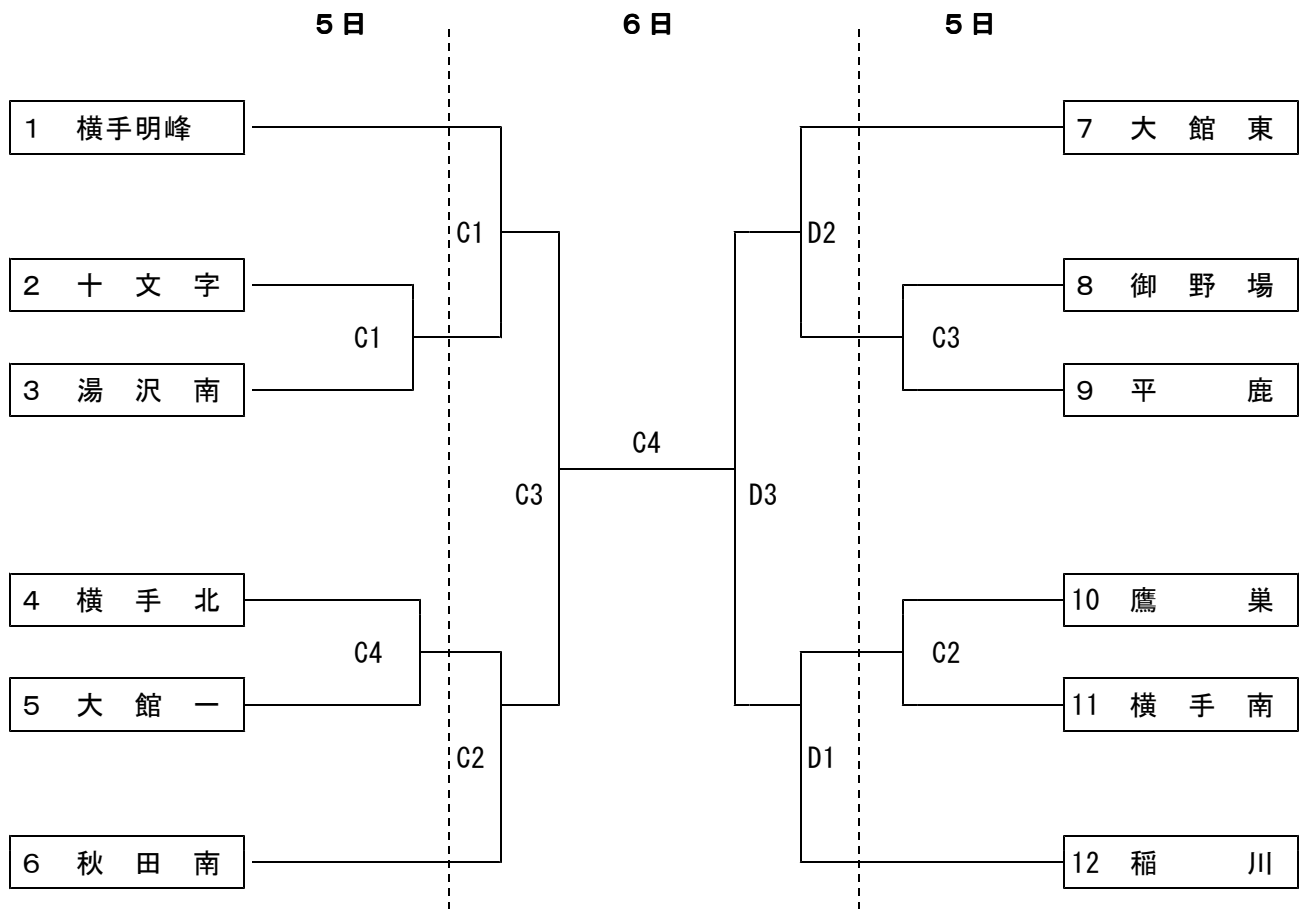 ５日 ６日 ５日
１ 横手明峰
７ 大館東
C1
D2
２ 十文字
８ 御野場
C1
C3
３ 湯沢南
９ 平鹿
C4
C3
D3
４ 横手北
10 鷹巣
C4
C2
５ 大館一
11 横手南
C2
D1
６ 秋田南
12 稲川